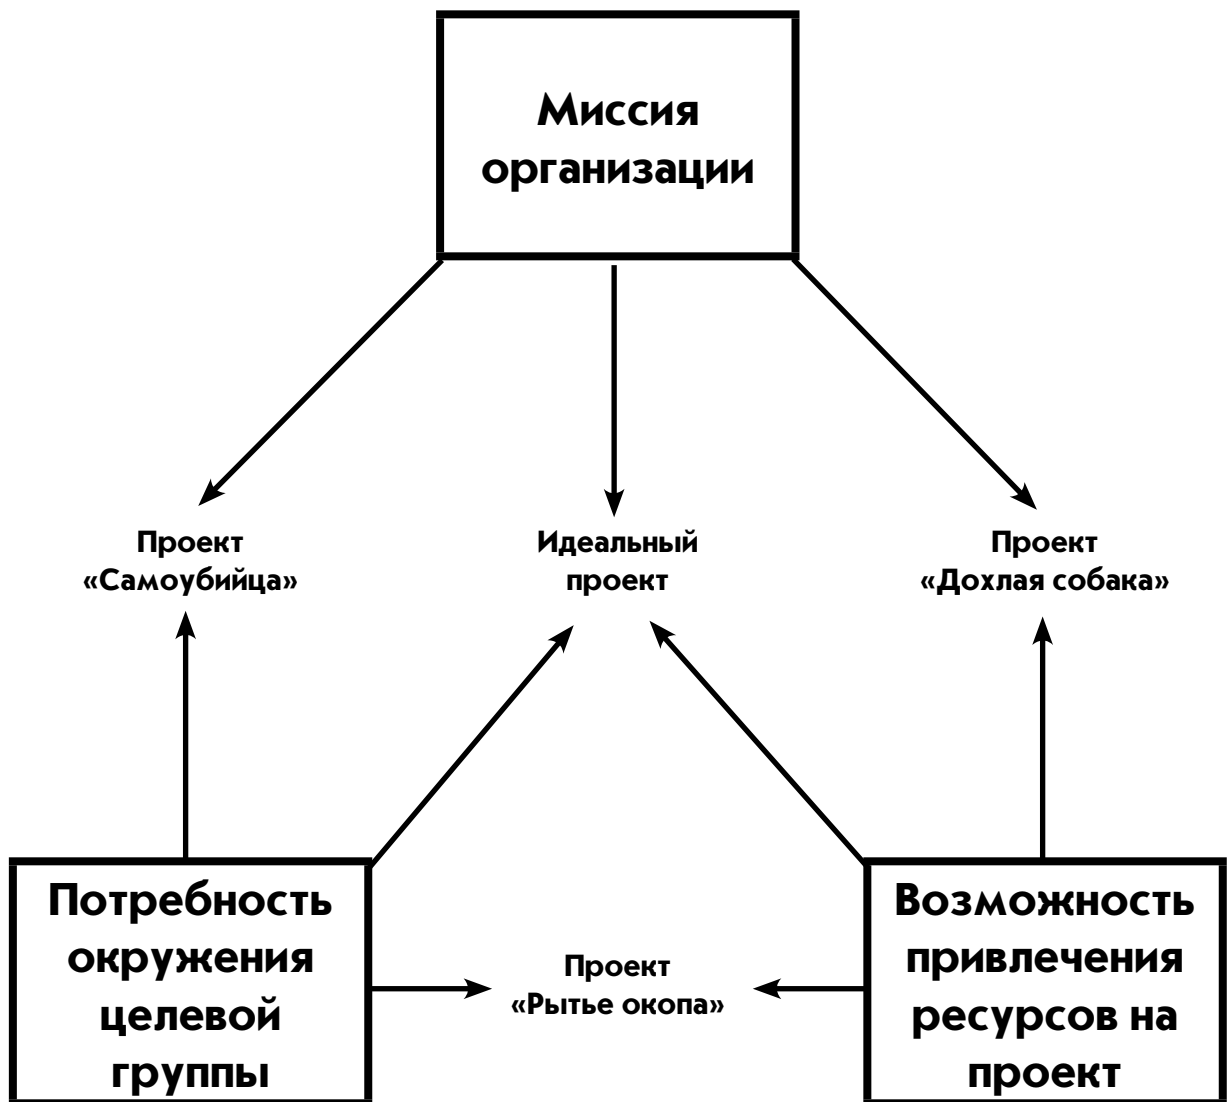 Миссия
организации
Проект
«Самоубийца»
Идеальный
проект
Проект
«Дохлая собака»
Потребность
окружения
целевой
группы
Проект
«Рытье окопа»
Возможность
привлечения
ресурсов на
проект